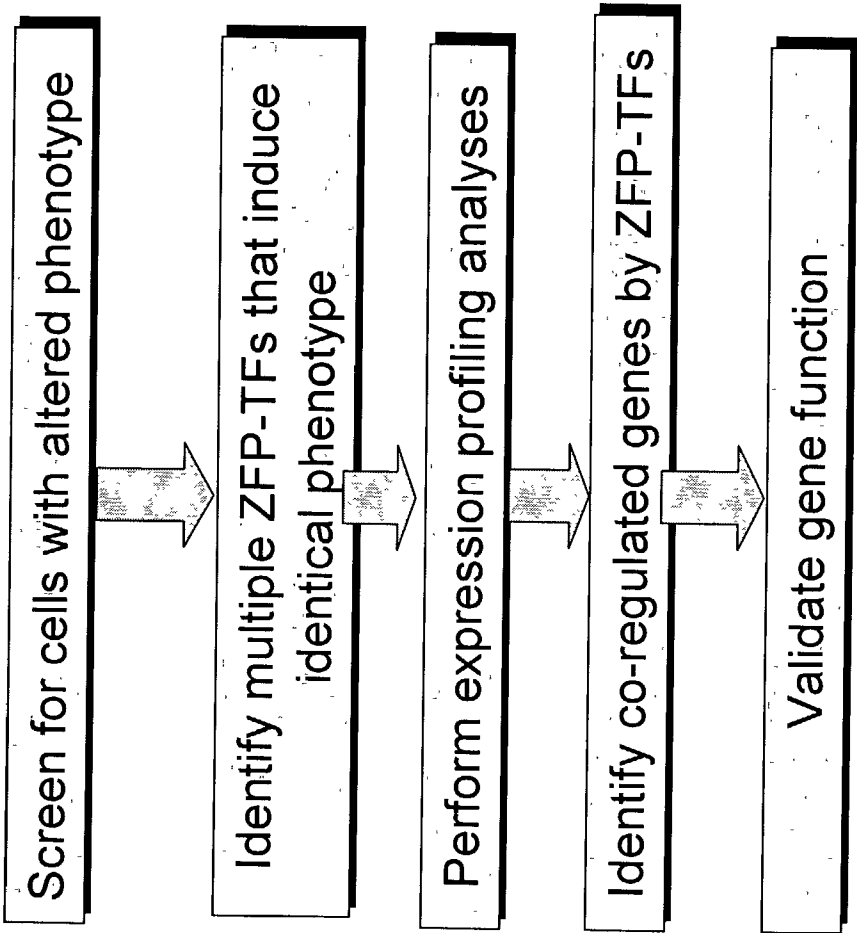 Screen for cells with altered phenotype
Identify multiple ZFP-TFs that induce
identical phenotype
Perform expression profiling analyses
Identify co-regulated genes by ZFP-TFs
Validate gene function